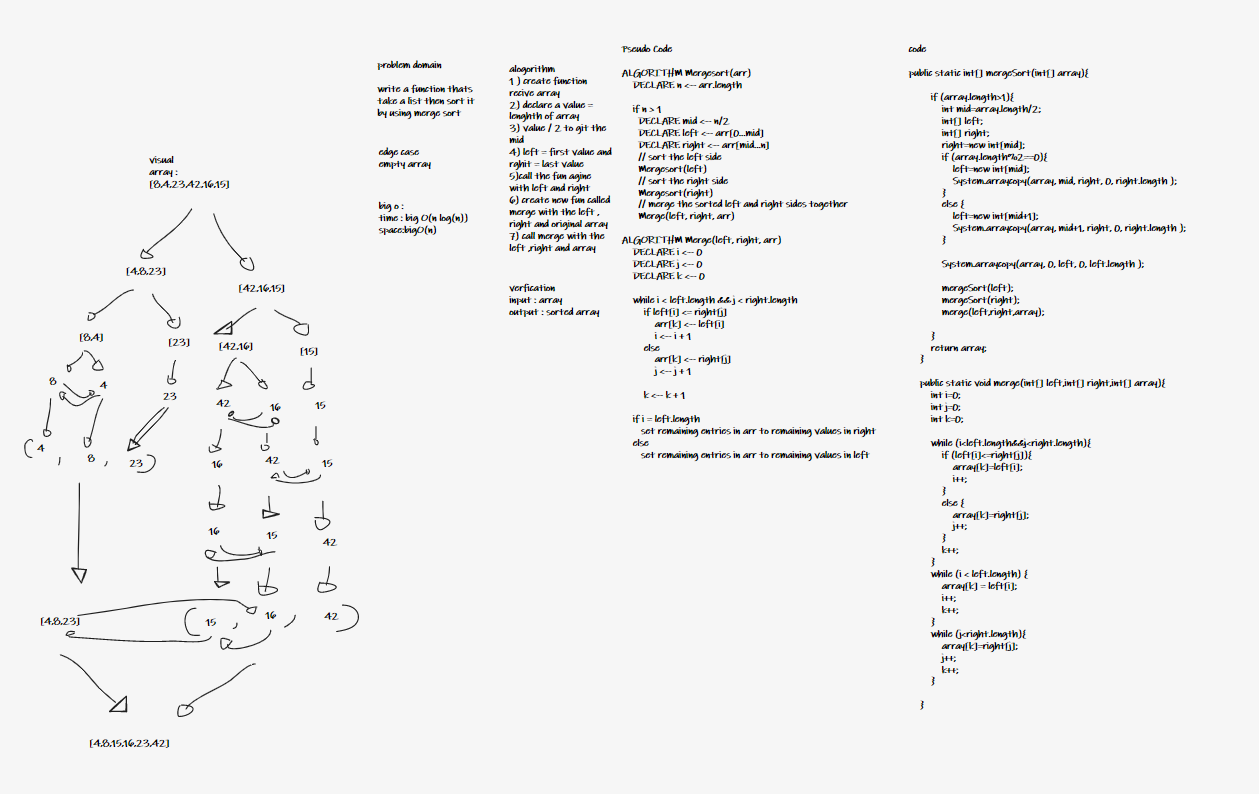 visual
array :
[8,4,23,42,16,15]
[4,8,23]
[42,16,15]
[8,4]
[23]
[42,16]
[15]
8
4
23
42
16
15
4
,
8
,
23
16
42
15
16
15
42
[4,8,23]
15
,
16
,
42
[4,8,15,16,23,42]
problem domain
write a function thats
take a list then sort it
by using merge sort
edge case
empty array
big o :
time : big O(n log(n))
space:bigO(n)
alogorithm
1 ) create function
recive array
2) declare a value =
lenghth of array
3) value / 2 to git the
mid
4) left = first value and
rghit = last value
5)call the fun agine
with left and right
6) create new fun called
merge with the left ,
right and original array
7) call merge with the
left ,right and array
verfication
input : array
output : sorted array
Pseudo Code
ALGORITHM Mergesort(arr)
DECLARE n <-- arr.length
if n > 1
DECLARE mid <-- n/2
DECLARE left <-- arr[0...mid]
DECLARE right <-- arr[mid...n]
// sort the left side
Mergesort(left)
// sort the right side
Mergesort(right)
// merge the sorted left and right sides together
Merge(left, right, arr)
ALGORITHM Merge(left, right, arr)
DECLARE i <-- 0
DECLARE j <-- 0
DECLARE k <-- 0
while i < left.length && j < right.length
if left[i] <= right[j]
arr[k] <-- left[i]
i <-- i + 1
else
arr[k] <-- right[j]
j <-- j + 1
k <-- k + 1
if i = left.length
set remaining entries in arr to remaining values in right
else
set remaining entries in arr to remaining values in left
code
public static int[] mergeSort(int[] array){
if (array.length>1){
int mid=array.length/2;
int[] left;
int[] right;
right=new int[mid];
if (array.length%2==0){
left=new int[mid];
System.arraycopy(array, mid, right, 0, right.length );
}
else {
left=new int[mid+1];
System.arraycopy(array, mid+1, right, 0, right.length );
}
System.arraycopy(array, 0, left, 0, left.length );
mergeSort(left);
mergeSort(right);
merge(left,right,array);
}
return array;
}
public static void merge(int[] left,int[] right,int[] array){
int i=0;
int j=0;
int k=0;
while (i<left.length&&j<right.length){
if (left[i]<=right[j]){
array[k]=left[i];
i++;
}
else {
array[k]=right[j];
j++;
}
k++;
}
while (i < left.length) {
array[k] = left[i];
i++;
k++;
}
while (j<right.length){
array[k]=right[j];
j++;
k++;
}
}